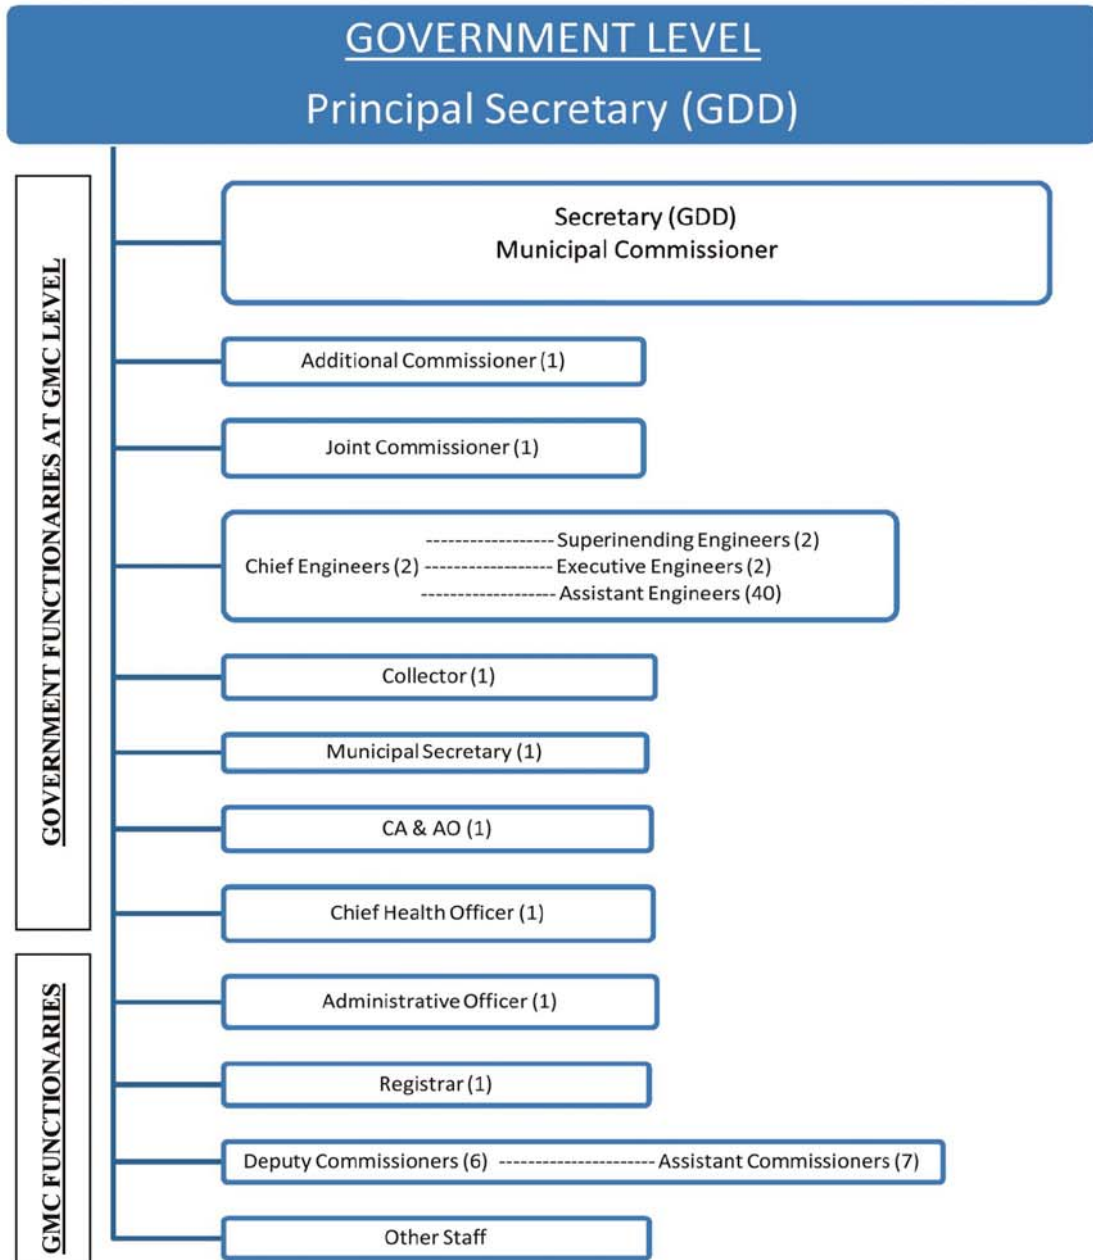 GOVERNMENT LEVEL
Principal Secretary (GDD)
GOVERNMENT FUNCTIONARIES AT GMC LEVEL
Secretary (GDD)
Municipal Commissioner
Additional Commissioner (1)
Joint Commissioner (1)
------------------ Superinending Engineers (2)
Chief Engineers (2) ------------------ Executive Engineers (2)
------------------- Assistant Engineers (40)
Collector (1)
Municipal Secretary (1)
CA & AO (1)
Chief Health Officer (1)
GMC FUNCTIONARIES
Administrative Officer (1)
Registrar (1)
Deputy Commissioners (6) ---------------------- Assistant Commissioners (7)
Other Staff